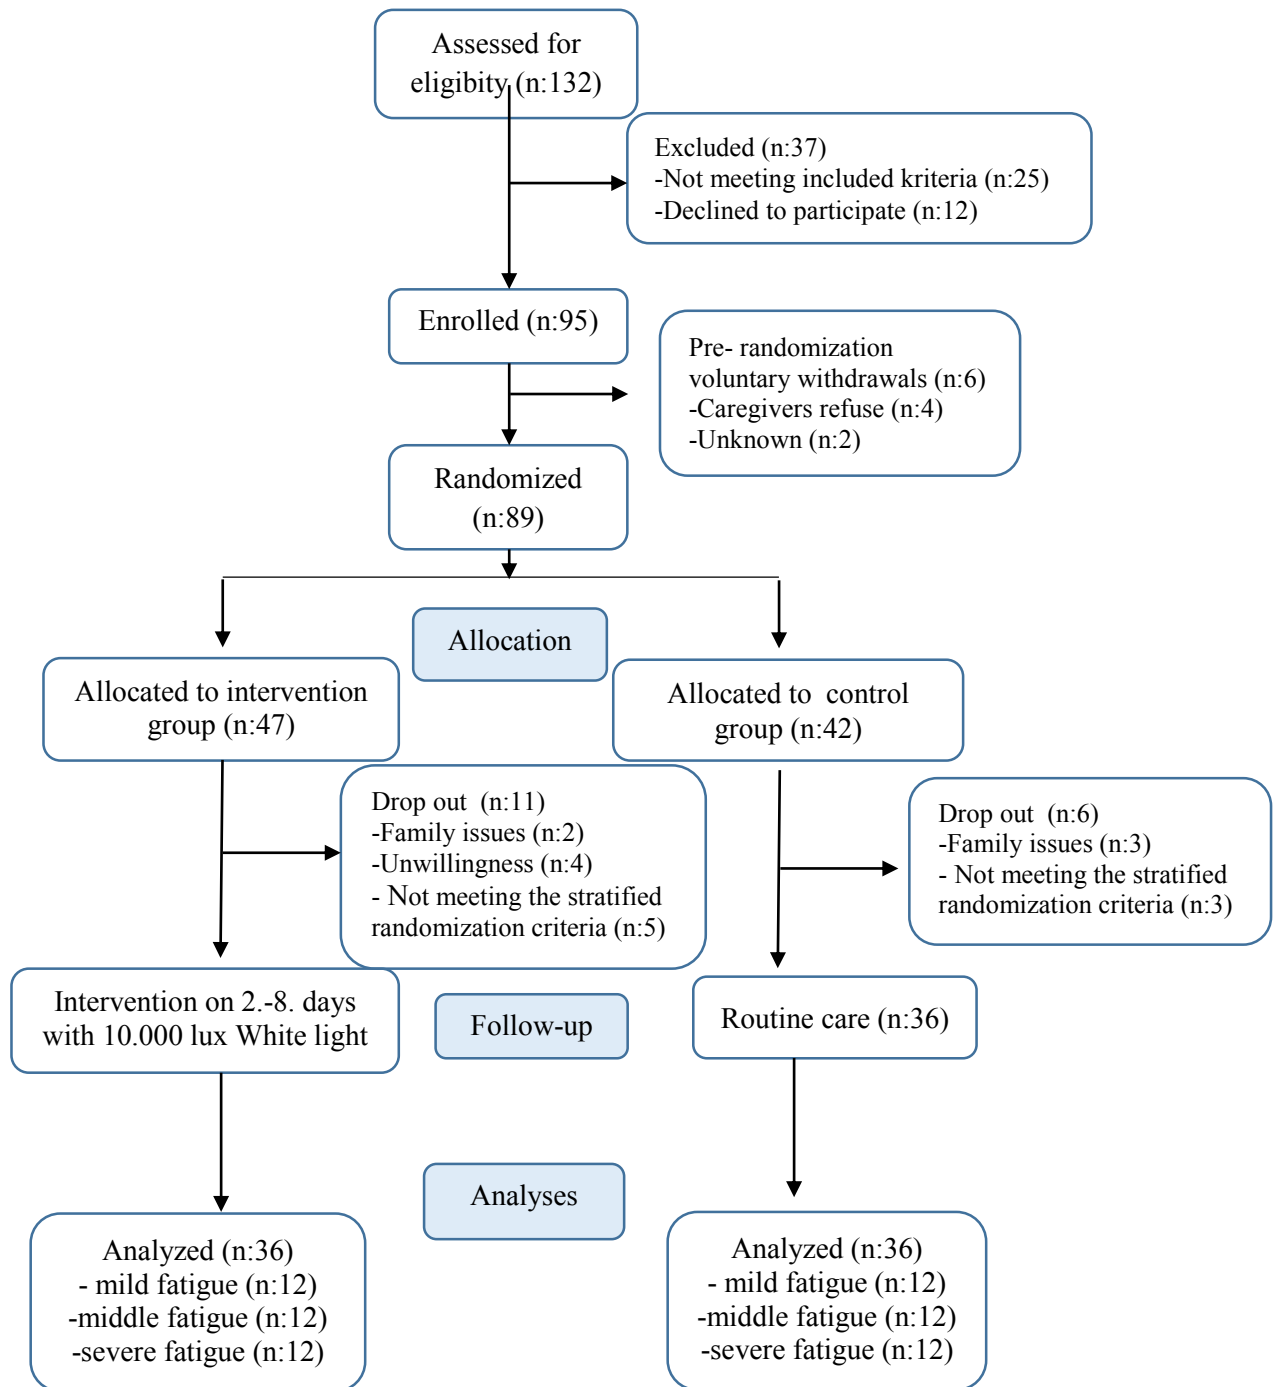 Assessed for
eligibity (n:132)
Excluded (n:37)
-Not meeting included kriteria (n:25)
-Declined to participate (n:12)
Enrolled (n:95)
Pre- randomization
voluntary withdrawals (n:6)
-Caregivers refuse (n:4)
-Unknown (n:2)
Randomized
(n:89)
Allocation
Allocated to intervention
group (n:47)
Allocated to  control
group (n:42)
Drop out  (n:11)
-Family issues (n:2)
-Unwillingness (n:4)
- Not meeting the stratified
randomization criteria (n:5)
Drop out  (n:6)
-Family issues (n:3)
- Not meeting the stratified
randomization criteria (n:3)
Intervention on 2.-8. days
with 10.000 lux White light
Follow-up
Routine care (n:36)
Analyses
Analyzed (n:36)
- mild fatigue (n:12)
-middle fatigue (n:12)
-severe fatigue (n:12)
Analyzed (n:36)
- mild fatigue (n:12)
-middle fatigue (n:12)
-severe fatigue (n:12)